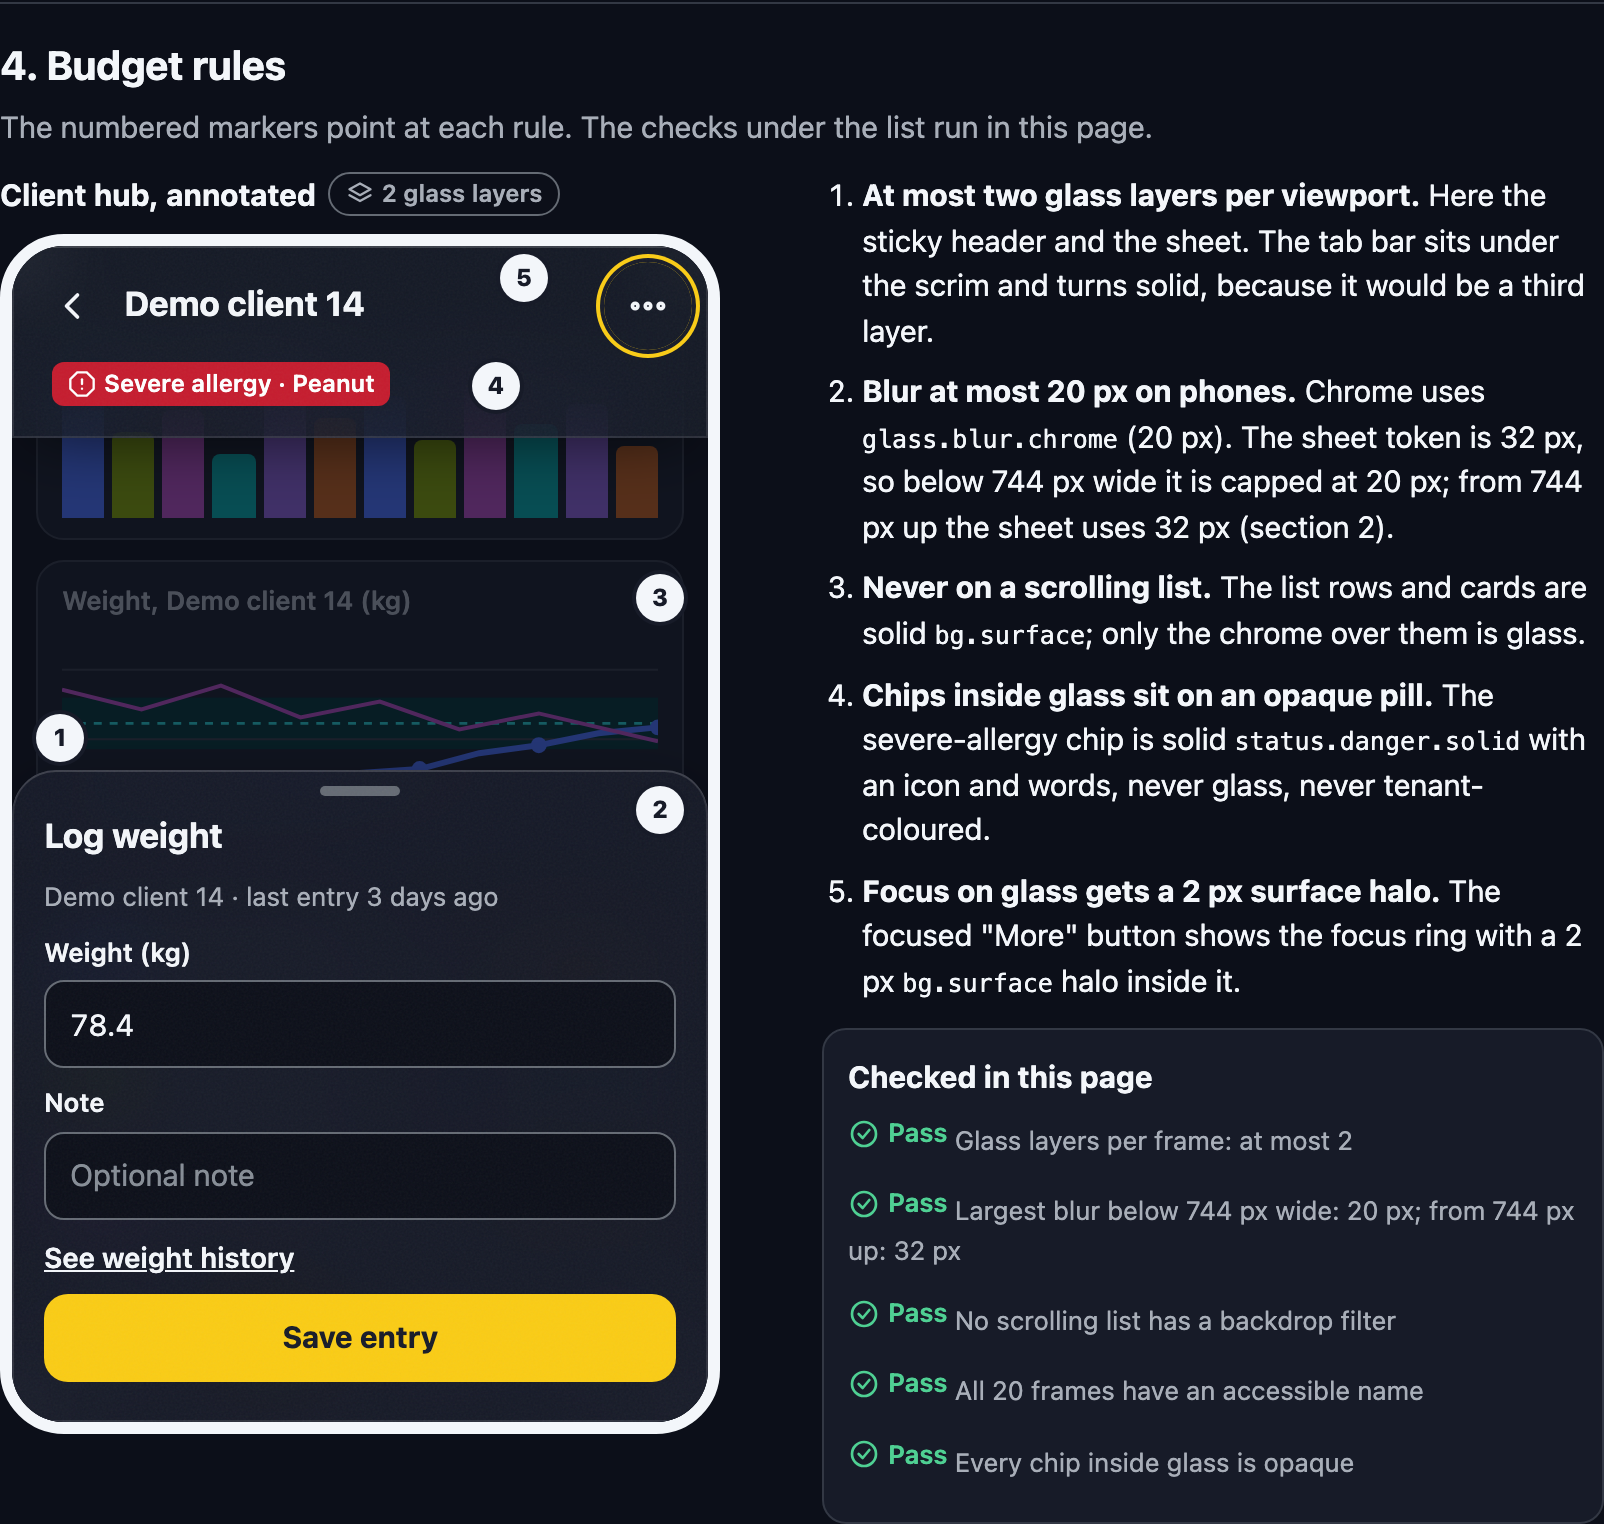 4. Budget rules
The numbered markers point at each rule. The checks under the list run in this page.
Client hub, annotated
2 glass layers
5
Demo client 14
Severe allergy · Peanut
4
Weight, Demo client 14 (kg)
3
1
2
Log weight
Demo client 14 · last entry 3 days ago
Weight (kg)
78.4
Note
Optional note
See weight history
Save entry
1. At most two glass layers per viewport. Here the
sticky header and the sheet. The tab bar sits under
the scrim and turns solid, because it would be a third
layer.
2. Blur at most 20 px on phones. Chrome uses
glass.blur.chrome (20 px). The sheet token is 32 px,
so below 744 px wide it is capped at 20 px; from 744
px up the sheet uses 32 px (section 2).
3. Never on a scrolling list. The list rows and cards are
solid bg.surface; only the chrome over them is glass.
4. Chips inside glass sit on an opaque pill. The
severe-allergy chip is solid status.danger.solid with
an icon and words, never glass, never tenant-
coloured.
5. Focus on glass gets a 2 px surface halo. The
focused "More" button shows the focus ring with a 2
px bg.surface halo inside it.
Checked in this page
Pass Glass layers per frame: at most 2
Pass Largest blur below 744 px wide: 20 px; from 744 px
up: 32 px
Pass No scrolling list has a backdrop filter
Pass All 20 frames have an accessible name
Pass Every chip inside glass is opaque